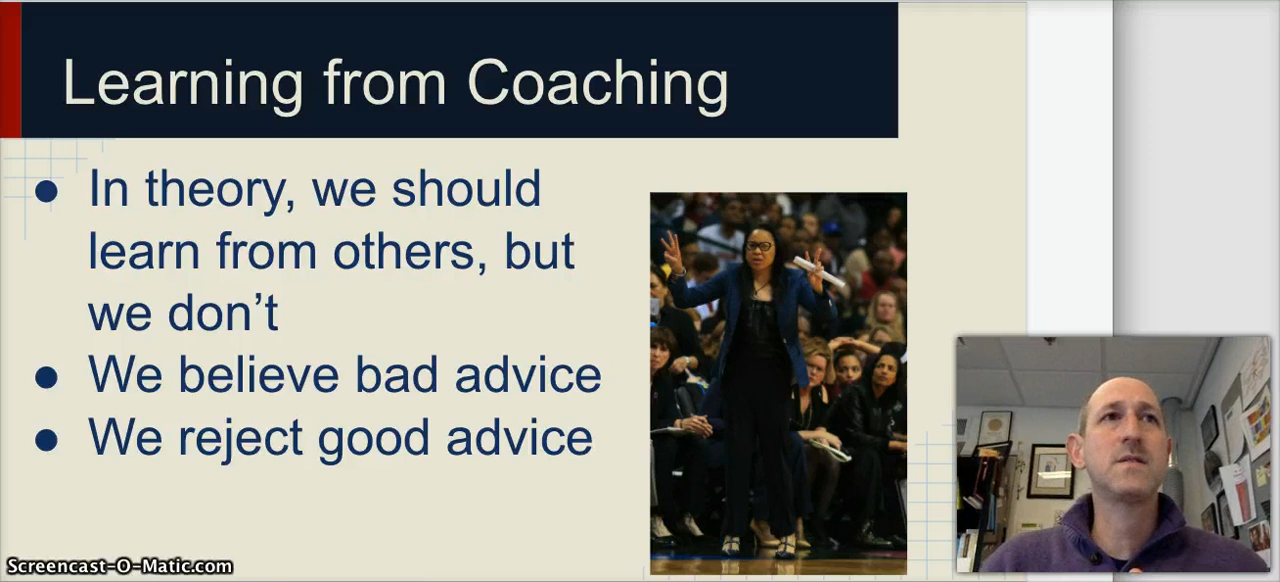 Learning from Coaching
● In theory, we should
learn from others, but
we don't
● We believe bad advice
● We reject good advice
Screencast-O-Matic.com